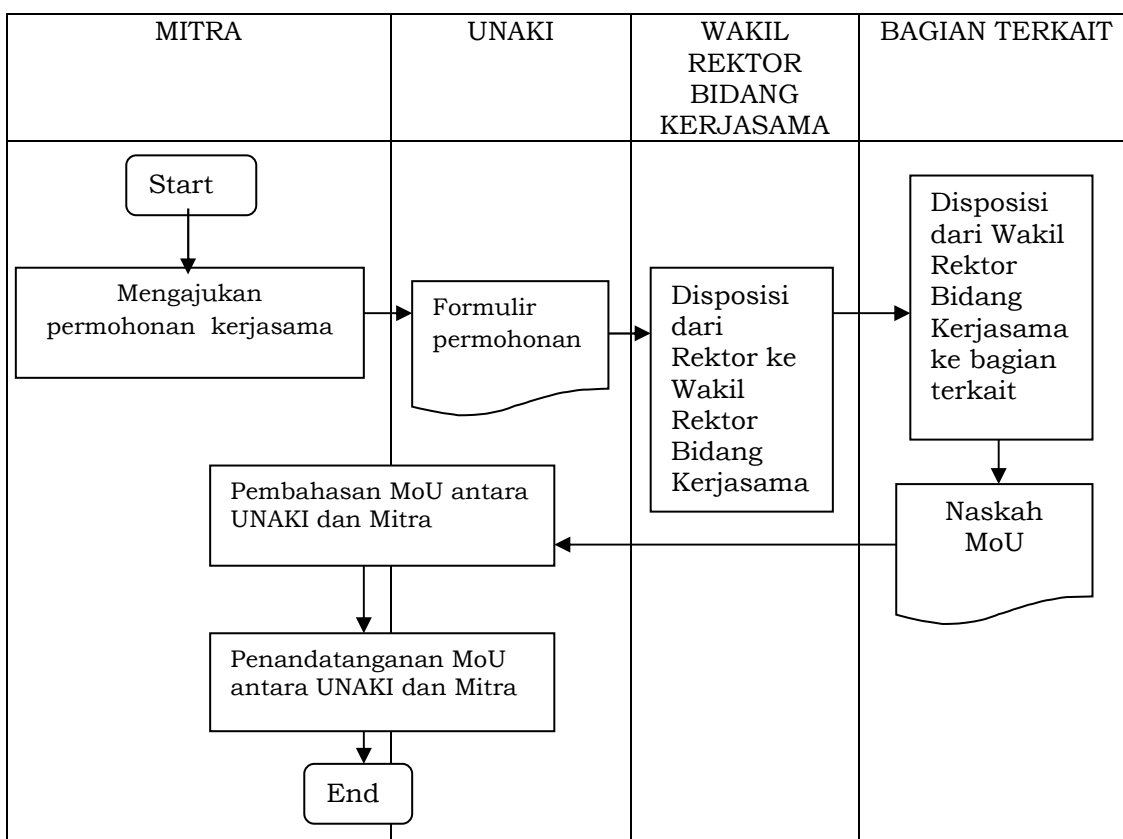 MITRA
UNAKI
WAKIL
REKTOR
BIDANG
KERJASAMA
BAGIAN TERKAIT
Start
Mengajukan
permohonan kerjasama
Formulir
permohonan
Disposisi
dari
Rektor ke
Wakil
Rektor
Bidang
Kerjasama
Disposisi
dari Wakil
Rektor
Bidang
Kerjasama
ke bagian
terkait
Naskah
MoU
Pembahasan MoU antara
UNAKI dan Mitra
Penandatanganan MoU
antara UNAKI dan Mitra
End